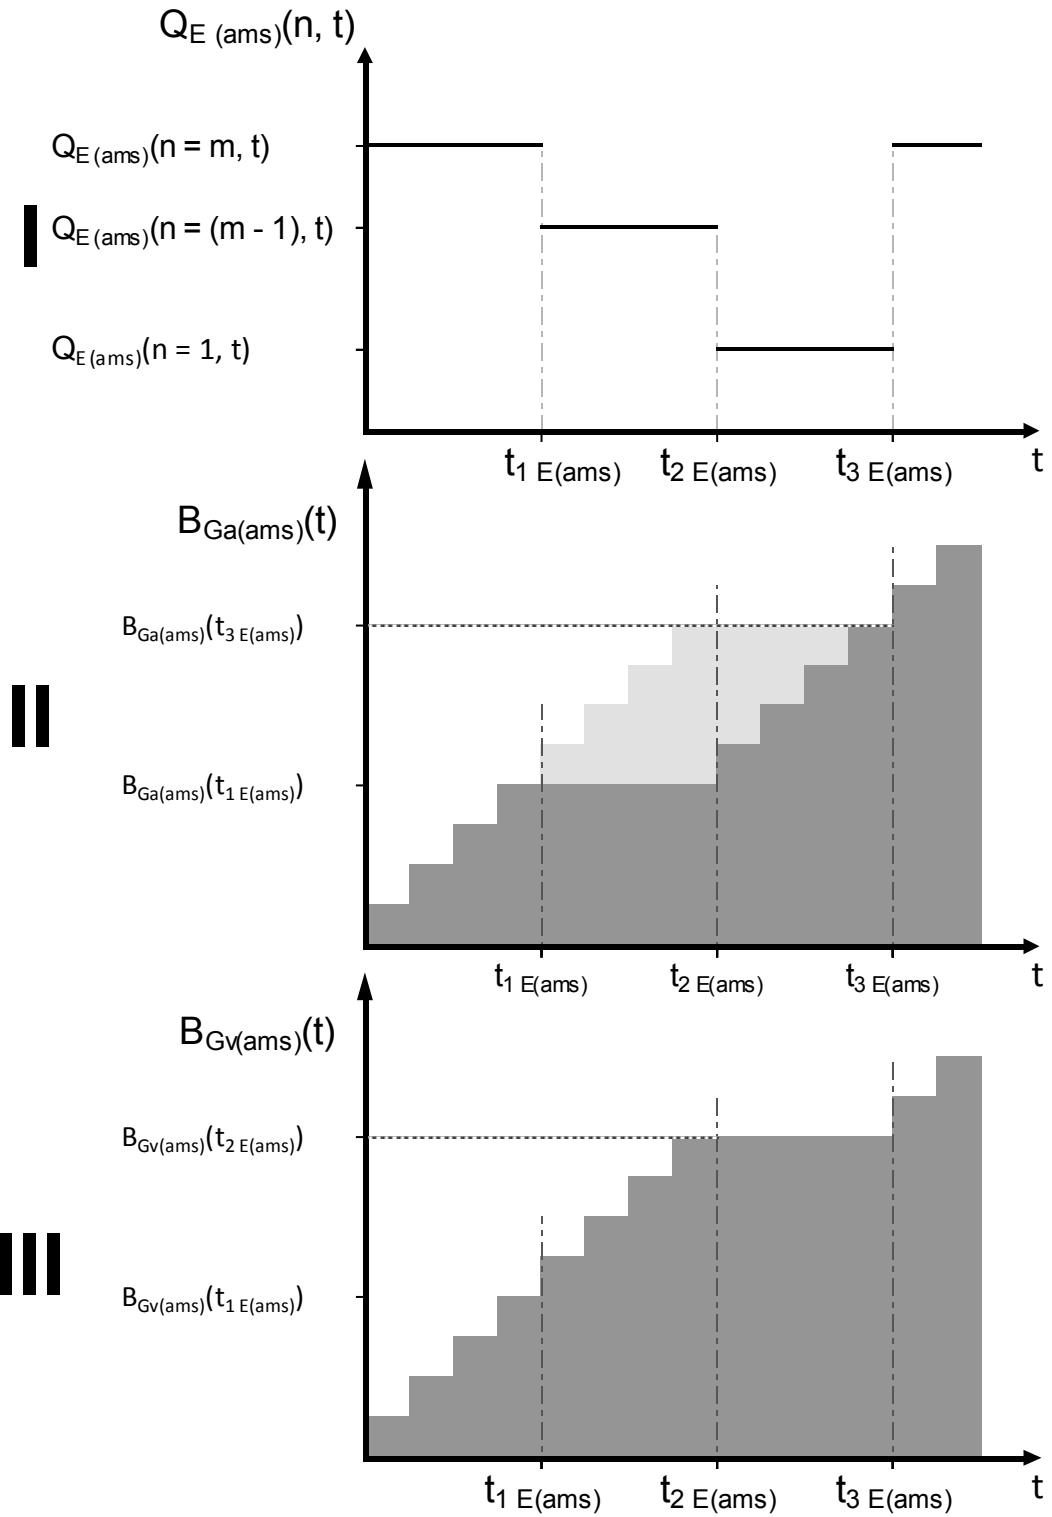 Q_E (ams)(n, t)
Q_E (ams)(n = m, t)
I Q_E (ams)(n = (m - 1), t)
Q_E (ams)(n = 1, t)
t_1 E(ams) t_2 E(ams) t_3 E(ams) t
B_Ga(ams)(t)
B_Ga(ams)(t_3 E(ams))
II
B_Ga(ams)(t_1 E(ams))
t_1 E(ams) t_2 E(ams) t_3 E(ams) t
B_Gv(ams)(t)
B_Gv(ams)(t_2 E(ams))
III
B_Gv(ams)(t_1 E(ams))
t_1 E(ams) t_2 E(ams) t_3 E(ams) t